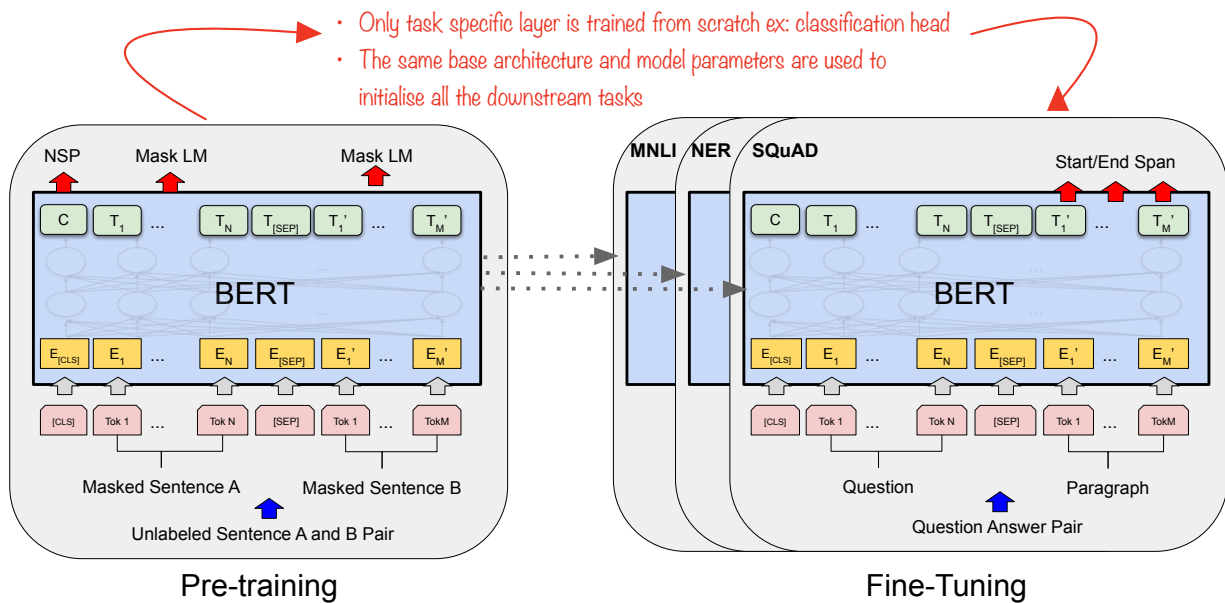 • Only task specific layer is trained from scratch ex: classification head
• The same base architecture and model parameters are used to
initialise all the downstream tasks
NSP Mask LM Mask LM
C T1 ... TN T[SEP] T1' ... TM'
...
...
BERT
E[CLS] E1 ... EN E[SEP] E1' ... EM'
[CLS] Tok 1 ... Tok N [SEP] Tok 1 ... TokM
Masked Sentence A Masked Sentence B
Unlabeled Sentence A and B Pair
Pre-training
MNLI NER SQuAD
Start/End Span
C T1 ... TN T[SEP] T1' ... TM'
...
...
BERT
E[CLS] E1 ... EN E[SEP] E1' ... EM'
[CLS] Tok 1 ... Tok N [SEP] Tok 1 ... TokM
Question Paragraph
Question Answer Pair
Fine-Tuning